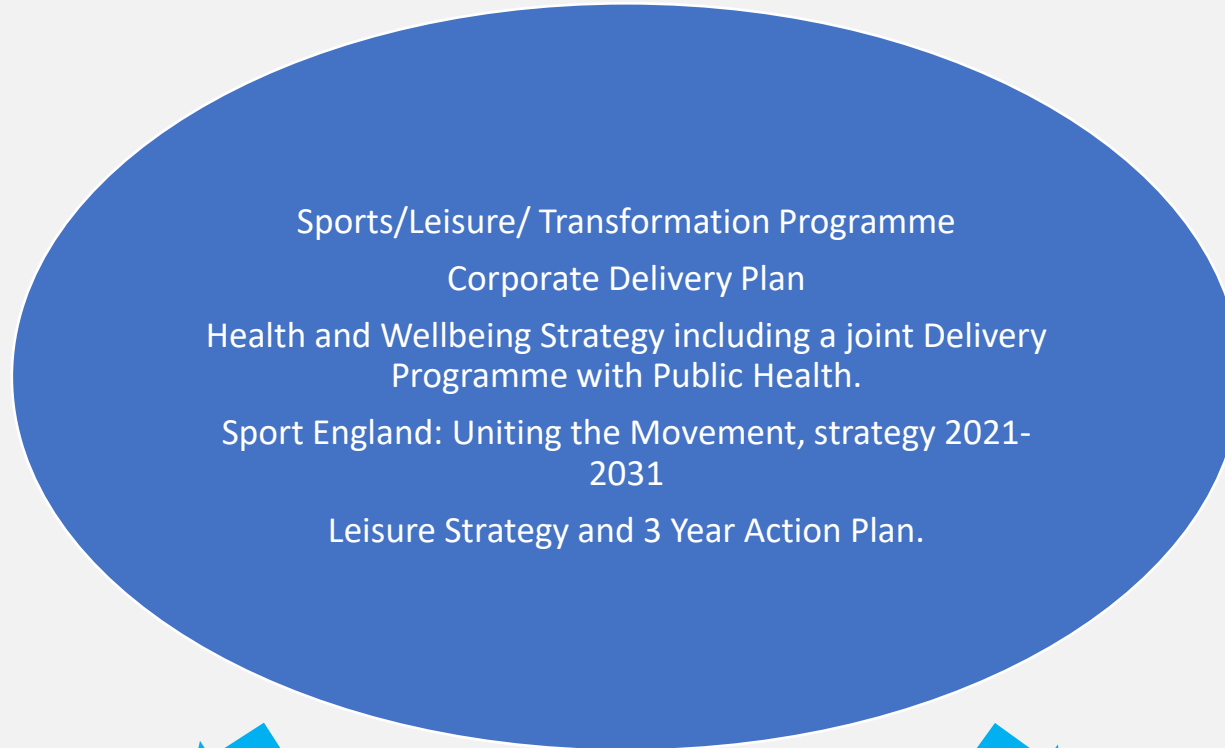 Sports/Leisure/ Transformation Programme
Corporate Delivery Plan
Health and Wellbeing Strategy including a joint Delivery
Programme with Public Health.
Sport England: Uniting the Movement, strategy 2021-
2031
Leisure Strategy and 3 Year Action Plan.